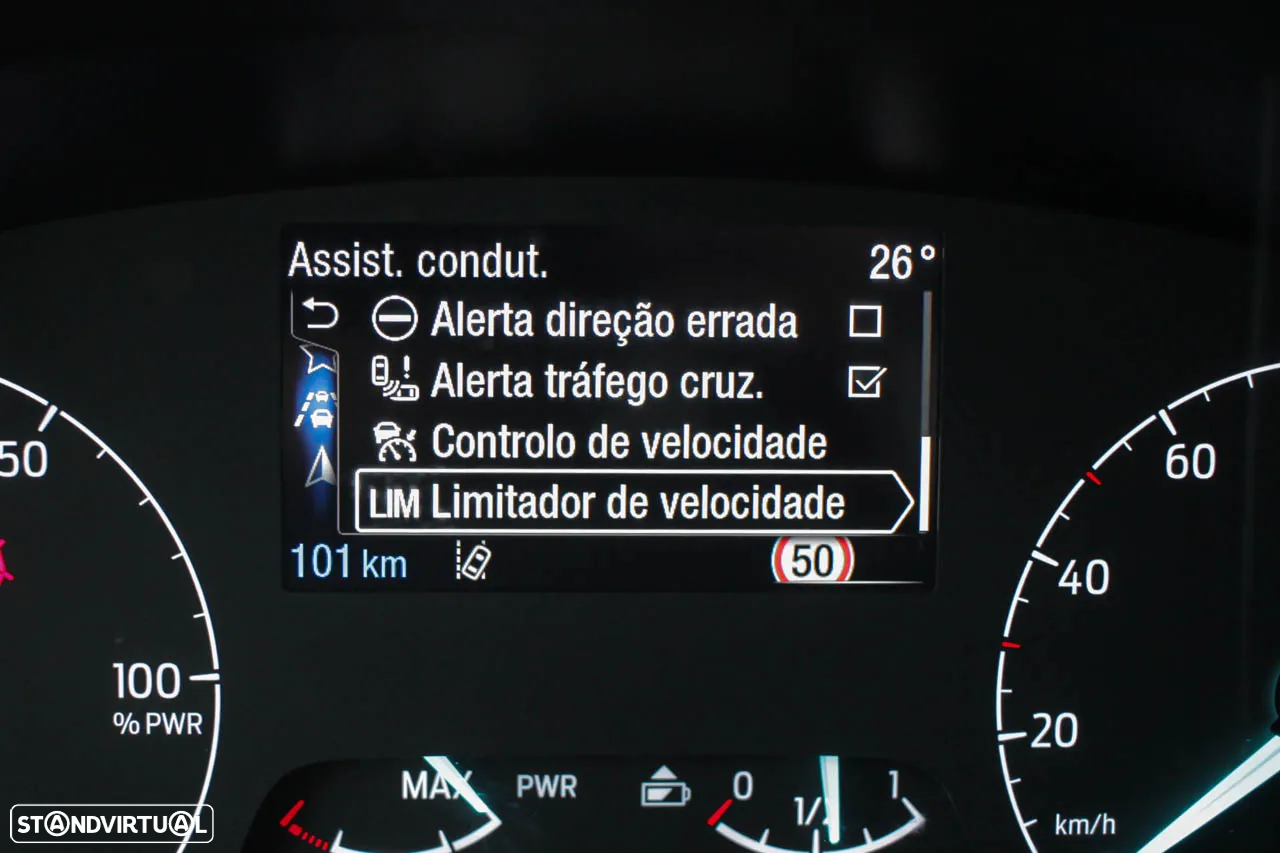 Assist. condut. 26°
Alerta direção errada
Alerta tráfego cruz.
Controlo de velocidade
LIM Limitador de velocidade
101 km 50
50
100
% PWR
60
40
20
km/h
MAX PWR 0 1/2 1
STANDVIRTUAL